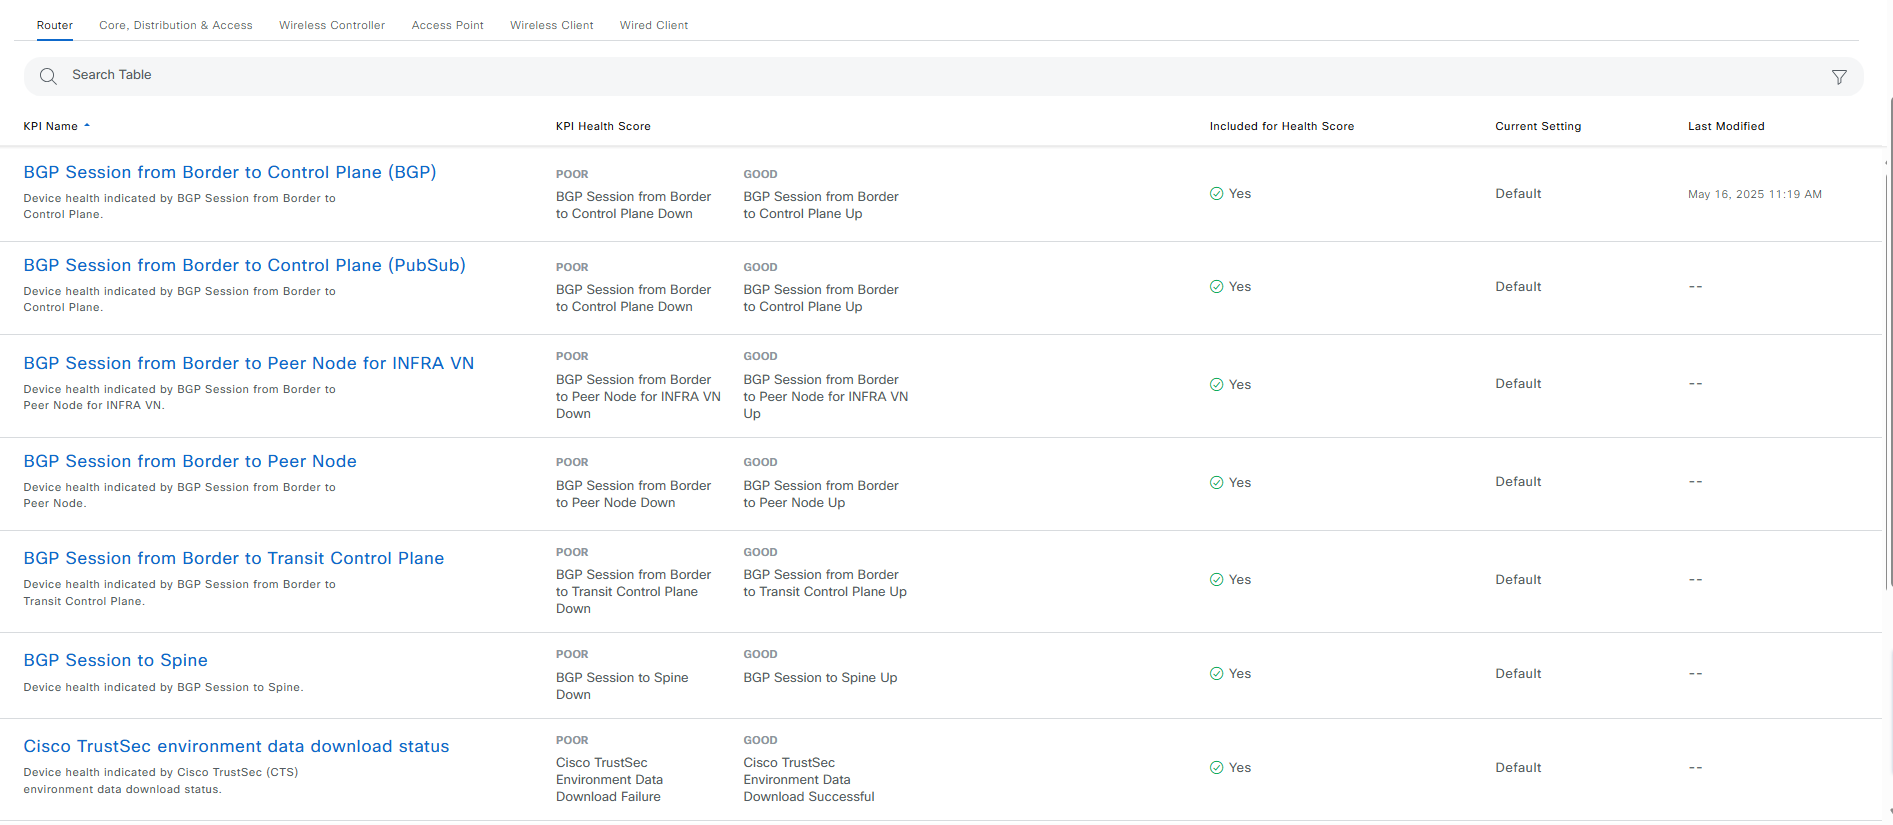 Router Core, Distribution & Access Wireless Controller Access Point Wireless Client Wired Client
Search Table
KPI Name KPI Health Score Included for Health Score Current Setting Last Modified
BGP Session from Border to Control Plane (BGP)
Device health indicated by BGP Session from Border to
Control Plane.
POOR
BGP Session from Border
to Control Plane Down
GOOD
BGP Session from Border
to Control Plane Up
Yes
Default
May 16, 2025 11:19 AM
BGP Session from Border to Control Plane (PubSub)
Device health indicated by BGP Session from Border to
Control Plane.
POOR
BGP Session from Border
to Control Plane Down
GOOD
BGP Session from Border
to Control Plane Up
Yes
Default
--
BGP Session from Border to Peer Node for INFRA VN
Device health indicated by BGP Session from Border to
Peer Node for INFRA VN.
POOR
BGP Session from Border
to Peer Node for INFRA VN
Down
GOOD
BGP Session from Border
to Peer Node for INFRA VN
Up
Yes
Default
--
BGP Session from Border to Peer Node
Device health indicated by BGP Session from Border to
Peer Node.
POOR
BGP Session from Border
to Peer Node Down
GOOD
BGP Session from Border
to Peer Node Up
Yes
Default
--
BGP Session from Border to Transit Control Plane
Device health indicated by BGP Session from Border to
Transit Control Plane.
POOR
BGP Session from Border
to Transit Control Plane
Down
GOOD
BGP Session from Border
to Transit Control Plane Up
Yes
Default
--
BGP Session to Spine
Device health indicated by BGP Session to Spine.
POOR
BGP Session to Spine
Down
GOOD
BGP Session to Spine Up
Yes
Default
--
Cisco TrustSec environment data download status
Device health indicated by Cisco TrustSec (CTS)
environment data download status.
POOR
Cisco TrustSec
Environment Data
Download Failure
GOOD
Cisco TrustSec
Environment Data
Download Successful
Yes
Default
--